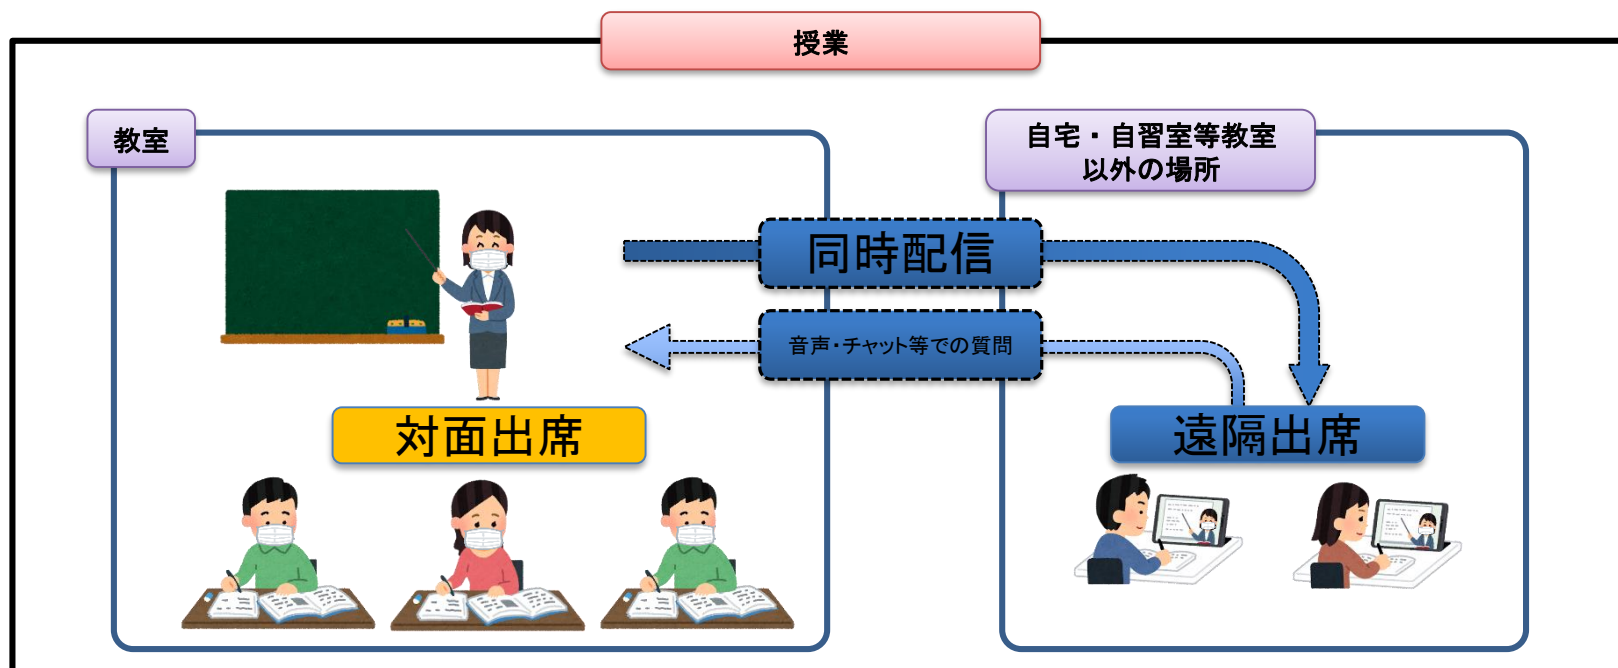 授業
教室
自宅・自習室等教室
以外の場所
同時配信
音声・チャット等での質問
対面出席
遠隔出席